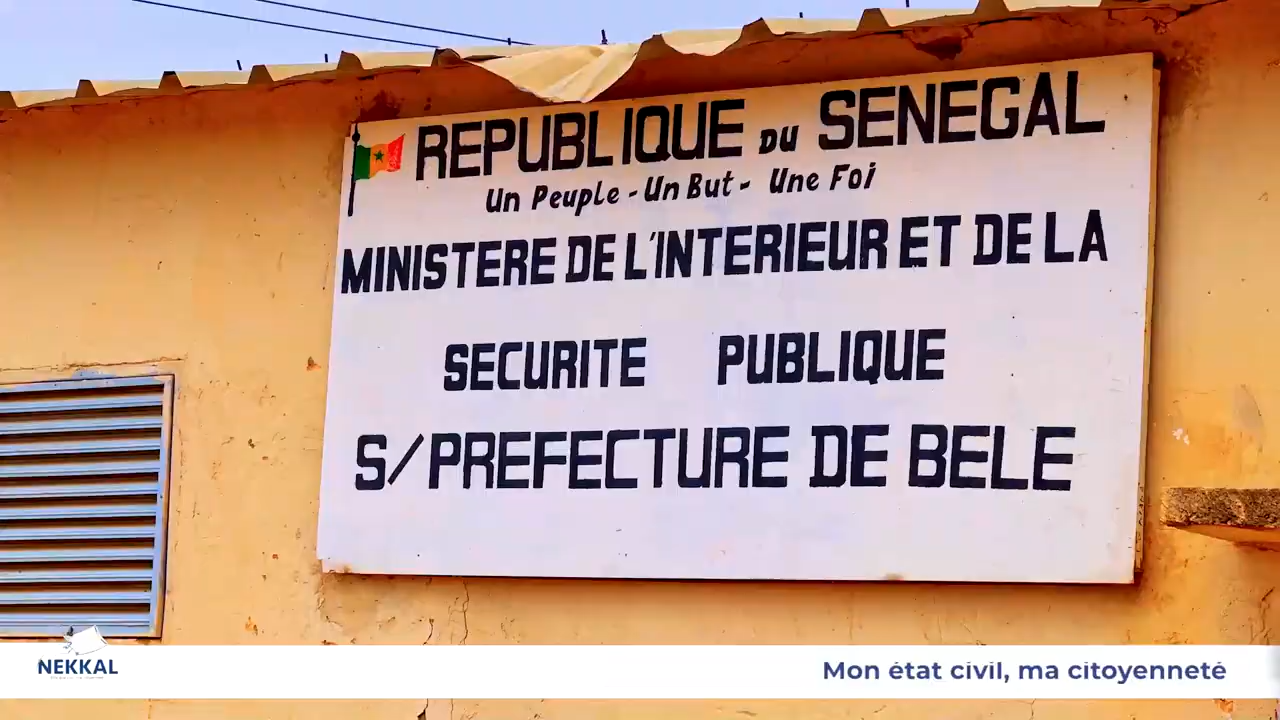 REPUBLIQUE DU SENEGAL
Un Peuple - Un But - Une Foi
MINISTERE DE L'INTERIEUR ET DE LA
SECURITE PUBLIQUE
S/PREFECTURE DE BELE
NEKKAL
Mon état civil, ma citoyenneté